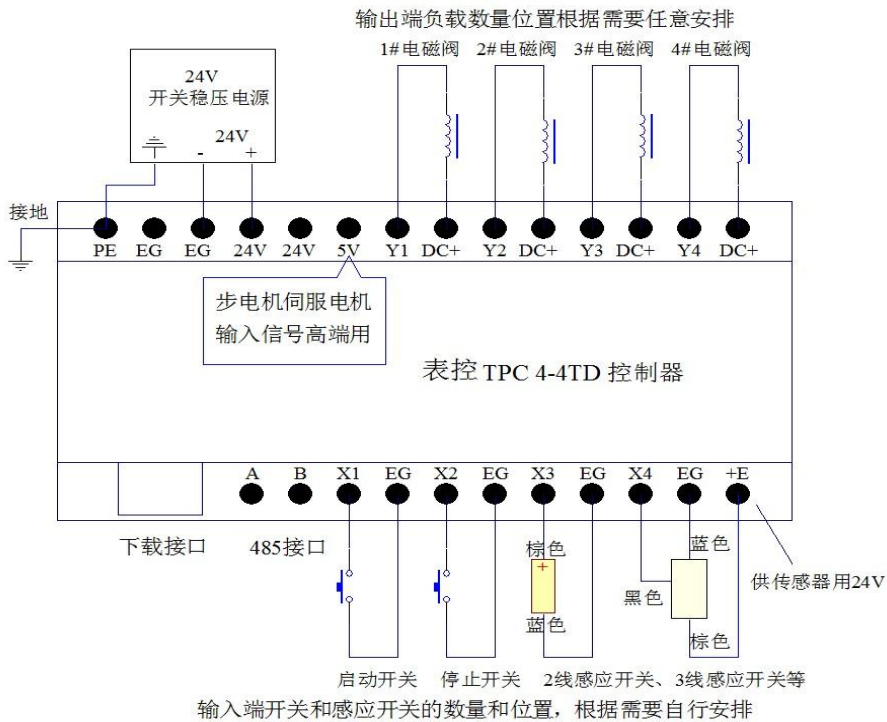 输出端负载数量位置根据需要任意安排
1#电磁阀 2#电磁阀 3#电磁阀 4#电磁阀
24V
开关稳压电源
24V
- +
接地
PE EG EG 24V 24V 5V Y1 DC+ Y2 DC+ Y3 DC+ Y4 DC+
步电机伺服电机
输入信号高端用
表控 TPC 4-4TD 控制器
A B X1 EG X2 EG X3 EG X4 EG +E
下载接口 485接口
棕色
+
蓝色
蓝色
黑色
棕色
供传感器用24V
启动开关 停止开关 2线感应开关、3线感应开关等
输入端开关和感应开关的数量和位置，根据需要自行安排